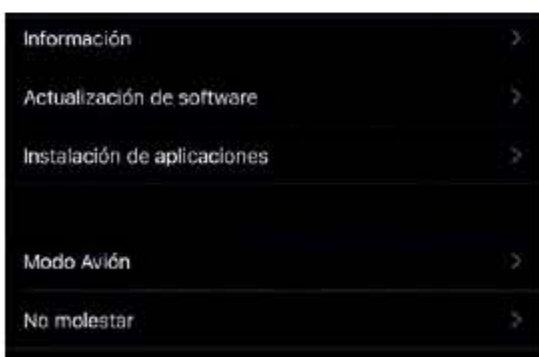 Información
Actualización de software
Instalación de aplicaciones
Modo Avión
No molestar